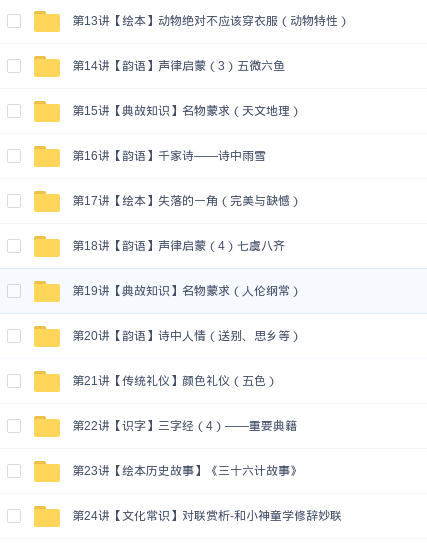 第13讲【绘本】动物绝对不应该穿衣服（动物特性）
第14讲【韵语】声律启蒙（3）五微六鱼
第15讲【典故知识】名物蒙求（天文地理）
第16讲【韵语】千家诗——诗中雨雪
第17讲【绘本】失落的一角（完美与缺憾）
第18讲【韵语】声律启蒙（4）七虞八齐
第19讲【典故知识】名物蒙求（人伦纲常）
第20讲【韵语】诗中人情（送别、思乡等）
第21讲【传统礼仪】颜色礼仪（五色）
第22讲【识字】三字经（4）——重要典籍
第23讲【绘本历史故事】《三十六计故事》
第24讲【文化常识】对联赏析-和小神童学修辞妙联